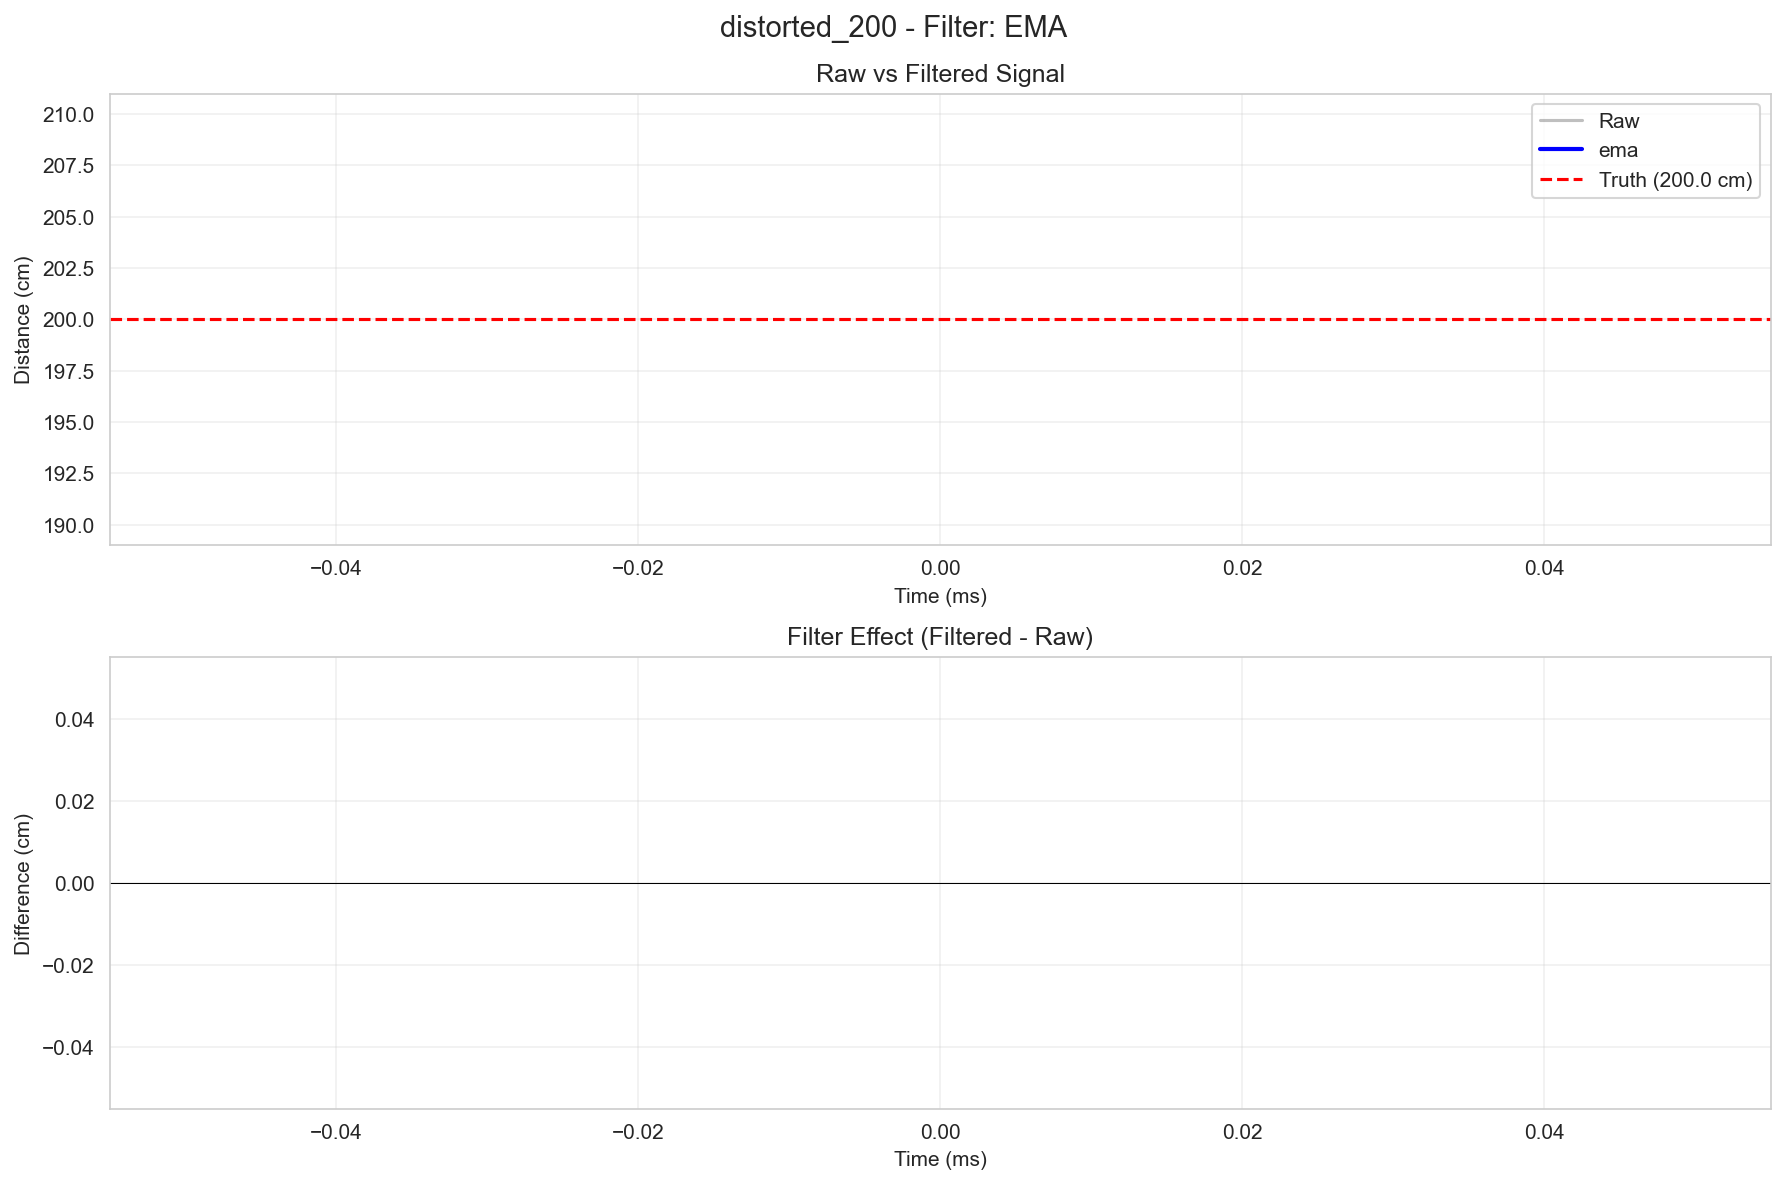 distorted_200 - Filter: EMA
Raw vs Filtered Signal
210.0
207.5
205.0
202.5
200.0
197.5
195.0
192.5
190.0
Distance (cm)
Raw
ema
Truth (200.0 cm)
−0.04 −0.02 0.00 0.02 0.04
Time (ms)
Filter Effect (Filtered - Raw)
0.04
0.02
0.00
−0.02
−0.04
Difference (cm)
−0.04 −0.02 0.00 0.02 0.04
Time (ms)